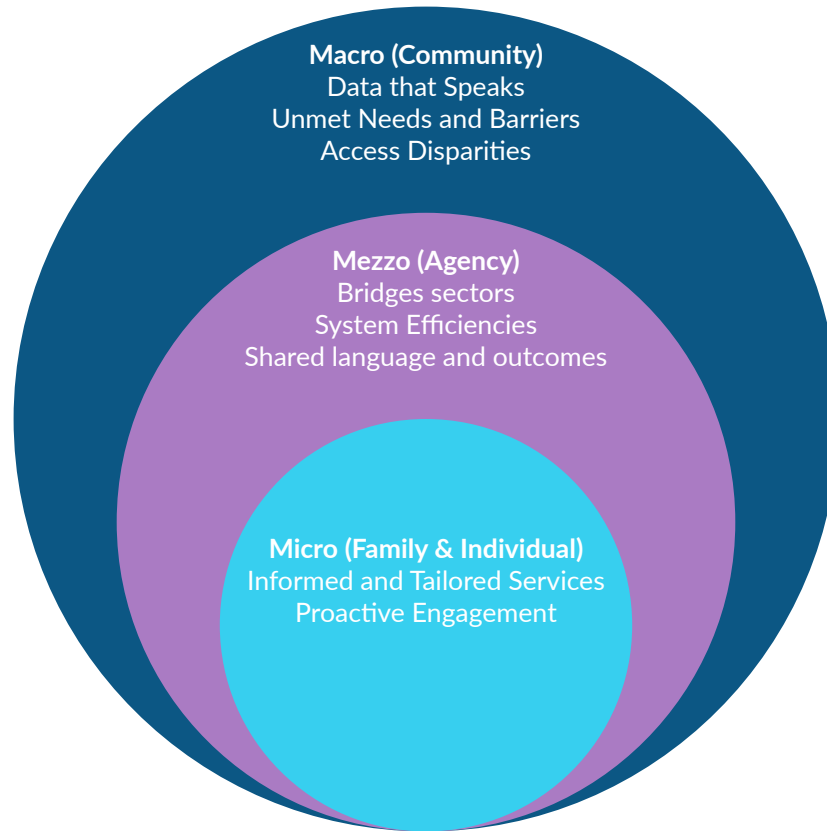 Macro (Community)
Data that Speaks
Unmet Needs and Barriers
Access Disparities
Mezzo (Agency)
Bridges sectors
System Efficiencies
Shared language and outcomes
Micro (Family & Individual)
Informed and Tailored Services
Proactive Engagement